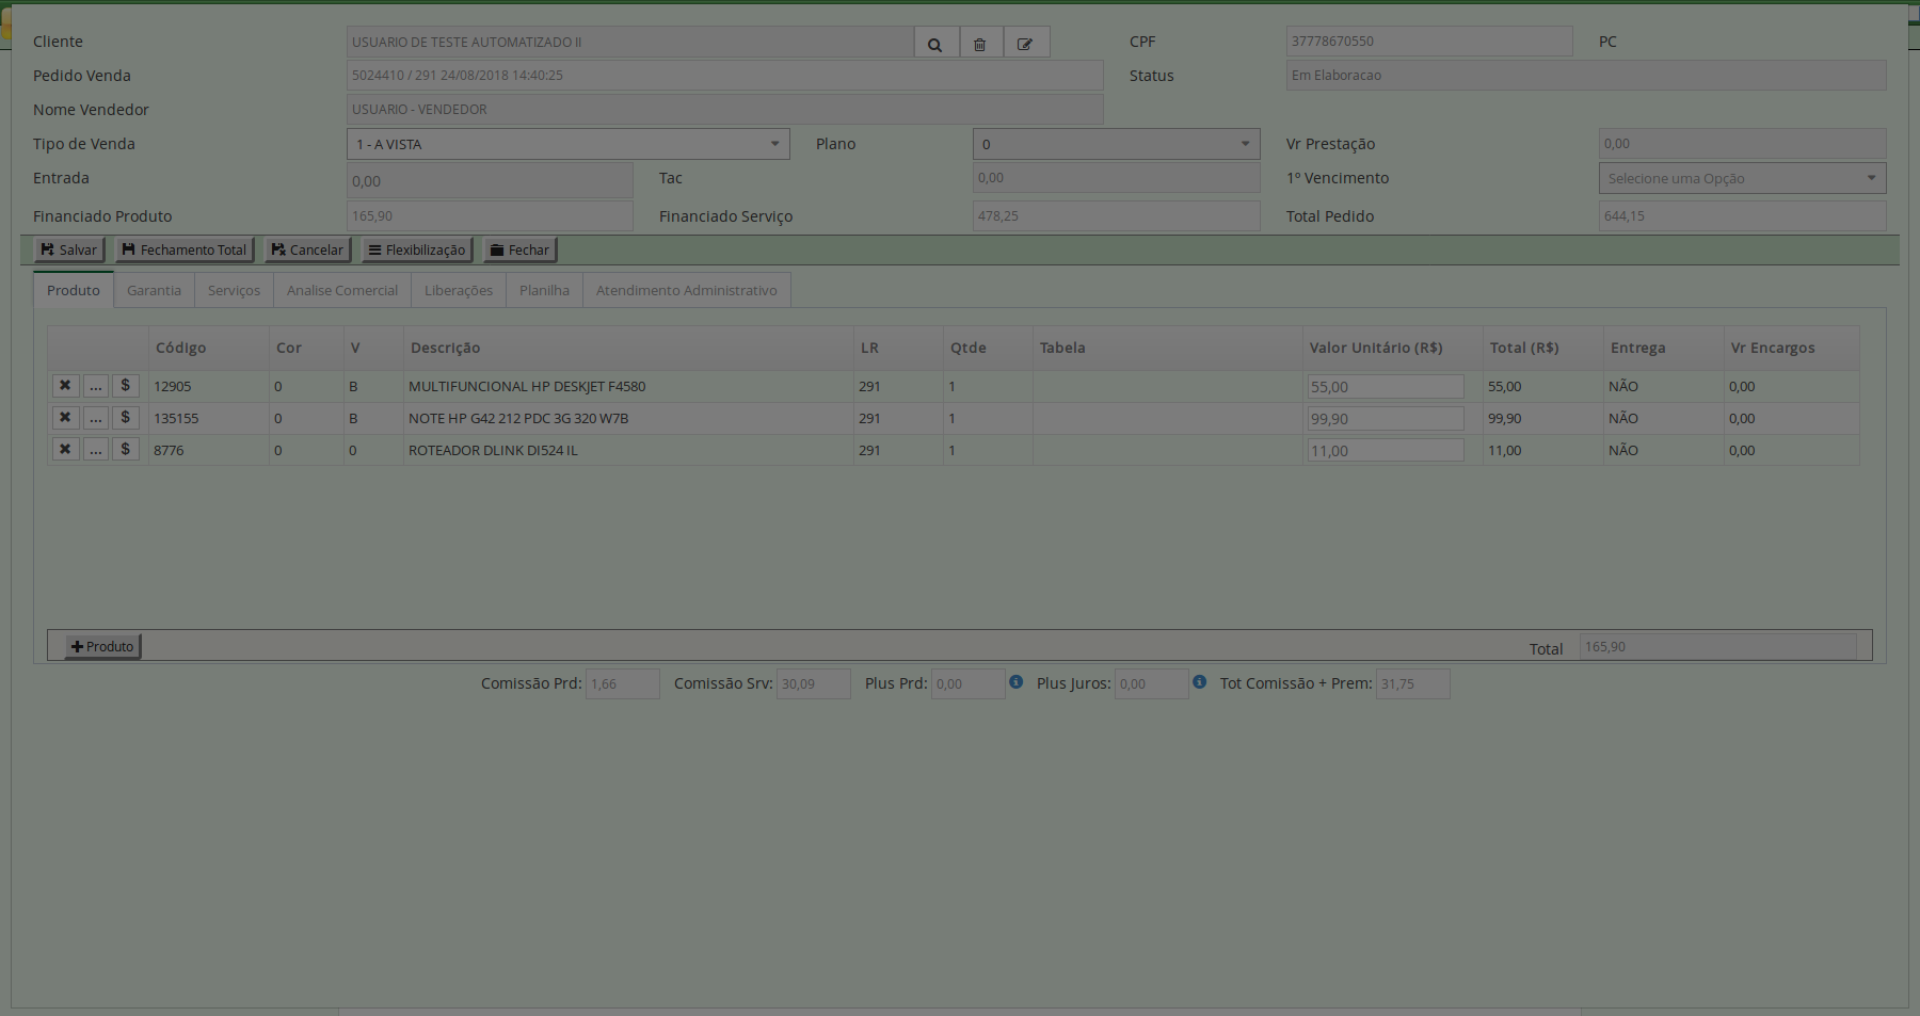 Cliente USUARIO DE TESTE AUTOMATIZADO II CPF 37778670550 PC
Pedido Venda 5024410 / 291 24/08/2018 14:40:25 Status Em Elaboracao
Nome Vendedor USUARIO - VENDEDOR
Tipo de Venda 1 - A VISTA Plano 0 Vr Prestação 0,00
Entrada 0,00 Tac 0,00 1º Vencimento Selecione uma Opção
Financiado Produto 165,90 Financiado Serviço 478,25 Total Pedido 644,15
Salvar Fechamento Total Cancelar Flexibilização Fechar
Produto Garantia Serviços Analise Comercial Liberações Planilha Atendimento Administrativo
Código Cor V Descrição LR Qtde Tabela Valor Unitário (R$) Total (R$) Entrega Vr Encargos
... $ 12905 0 B MULTIFUNCIONAL HP DESKJET F4580 291 1 55,00 55,00 NÃO 0,00
... $ 135155 0 B NOTE HP G42 212 PDC 3G 320 W7B 291 1 99,90 99,90 NÃO 0,00
... $ 8776 0 0 ROTEADOR DLINK DI524 IL 291 1 11,00 11,00 NÃO 0,00
Produto Total 165,90
Comissão Prd: 1,66 Comissão Srv: 30,09 Plus Prd: 0,00 Plus Juros: 0,00 Tot Comissão + Prem: 31,75